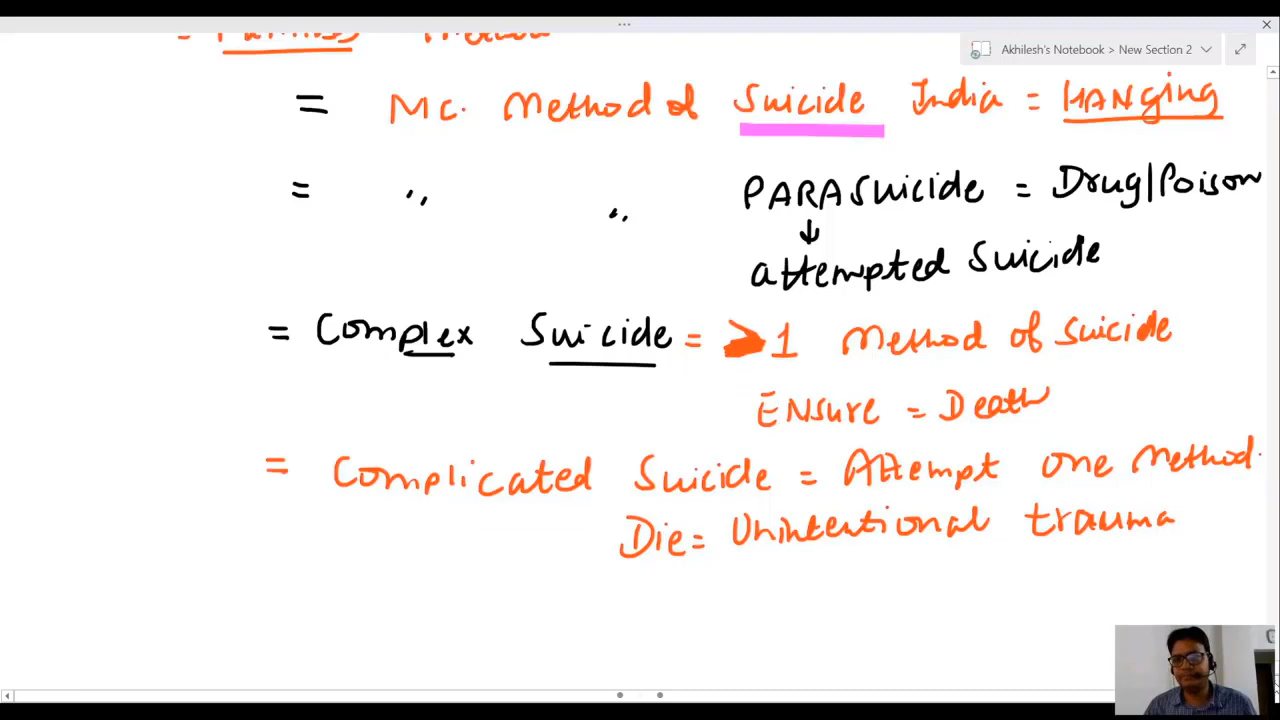 Akhilesh's Notebook > New Section 2
= Method
= Mc. Method of Suicide India = HANging
= " " PARASuicide = Drug|Poison
↓
attempted Suicide
= Complex Suicide = > 1 Method of suicide
ENSure = Death
= Complicated Suicide = Attempt one Method.
Die = Unintentional trauma